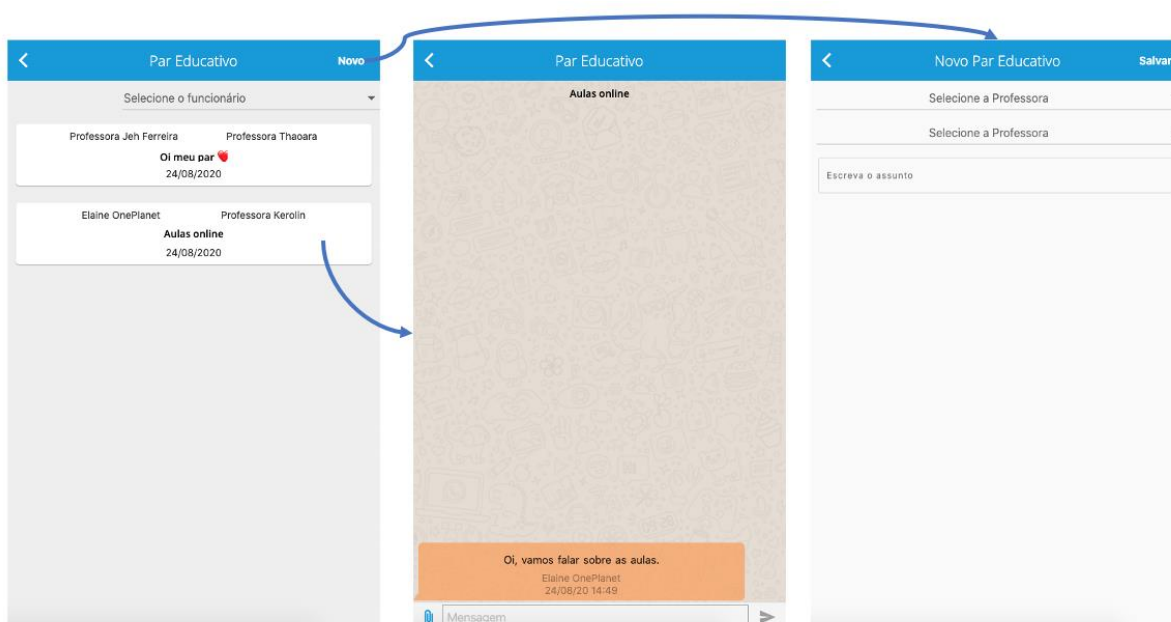 Par Educativo Novo
Selecione o funcionário
Professora Jeh Ferreira Professora Thaoara
Oi meu par
24/08/2020
Elaine OnePlanet Professora Kerolin
Aulas online
24/08/2020
Par Educativo
Aulas online
Oi, vamos falar sobre as aulas.
Elaine OnePlanet
24/08/20 14:49
Mensagem
Novo Par Educativo Salvar
Selecione a Professora
Selecione a Professora
Escreva o assunto